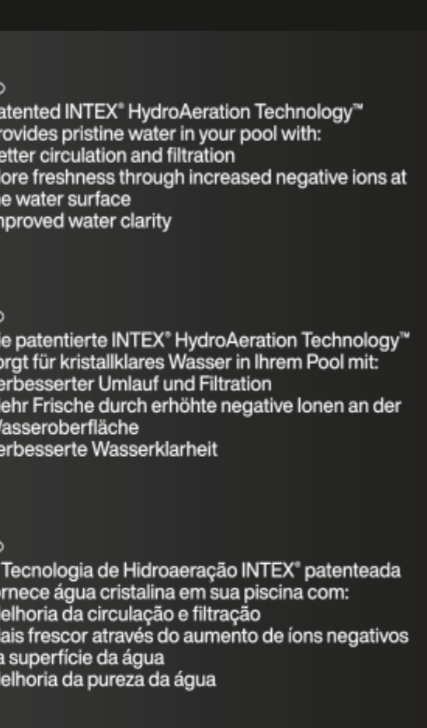 atented INTEX® HydroAeration Technology™
rovides pristine water in your pool with:
etter circulation and filtration
ore freshness through increased negative ions at
e water surface
proved water clarity
ie patentierte INTEX® HydroAeration Technology™
orgt für kristallklares Wasser in Ihrem Pool mit:
erbesserter Umlauf und Filtration
ehr Frische durch erhöhte negative Ionen an der
asseroberfläche
erbesserte Wasserklarheit
Tecnologia de Hidroaeração INTEX® patenteada
rnece água cristalina em sua piscina com:
elhoria da circulação e filtração
ais frescor através do aumento de íons negativos
a superfície da água
elhoria da pureza da água